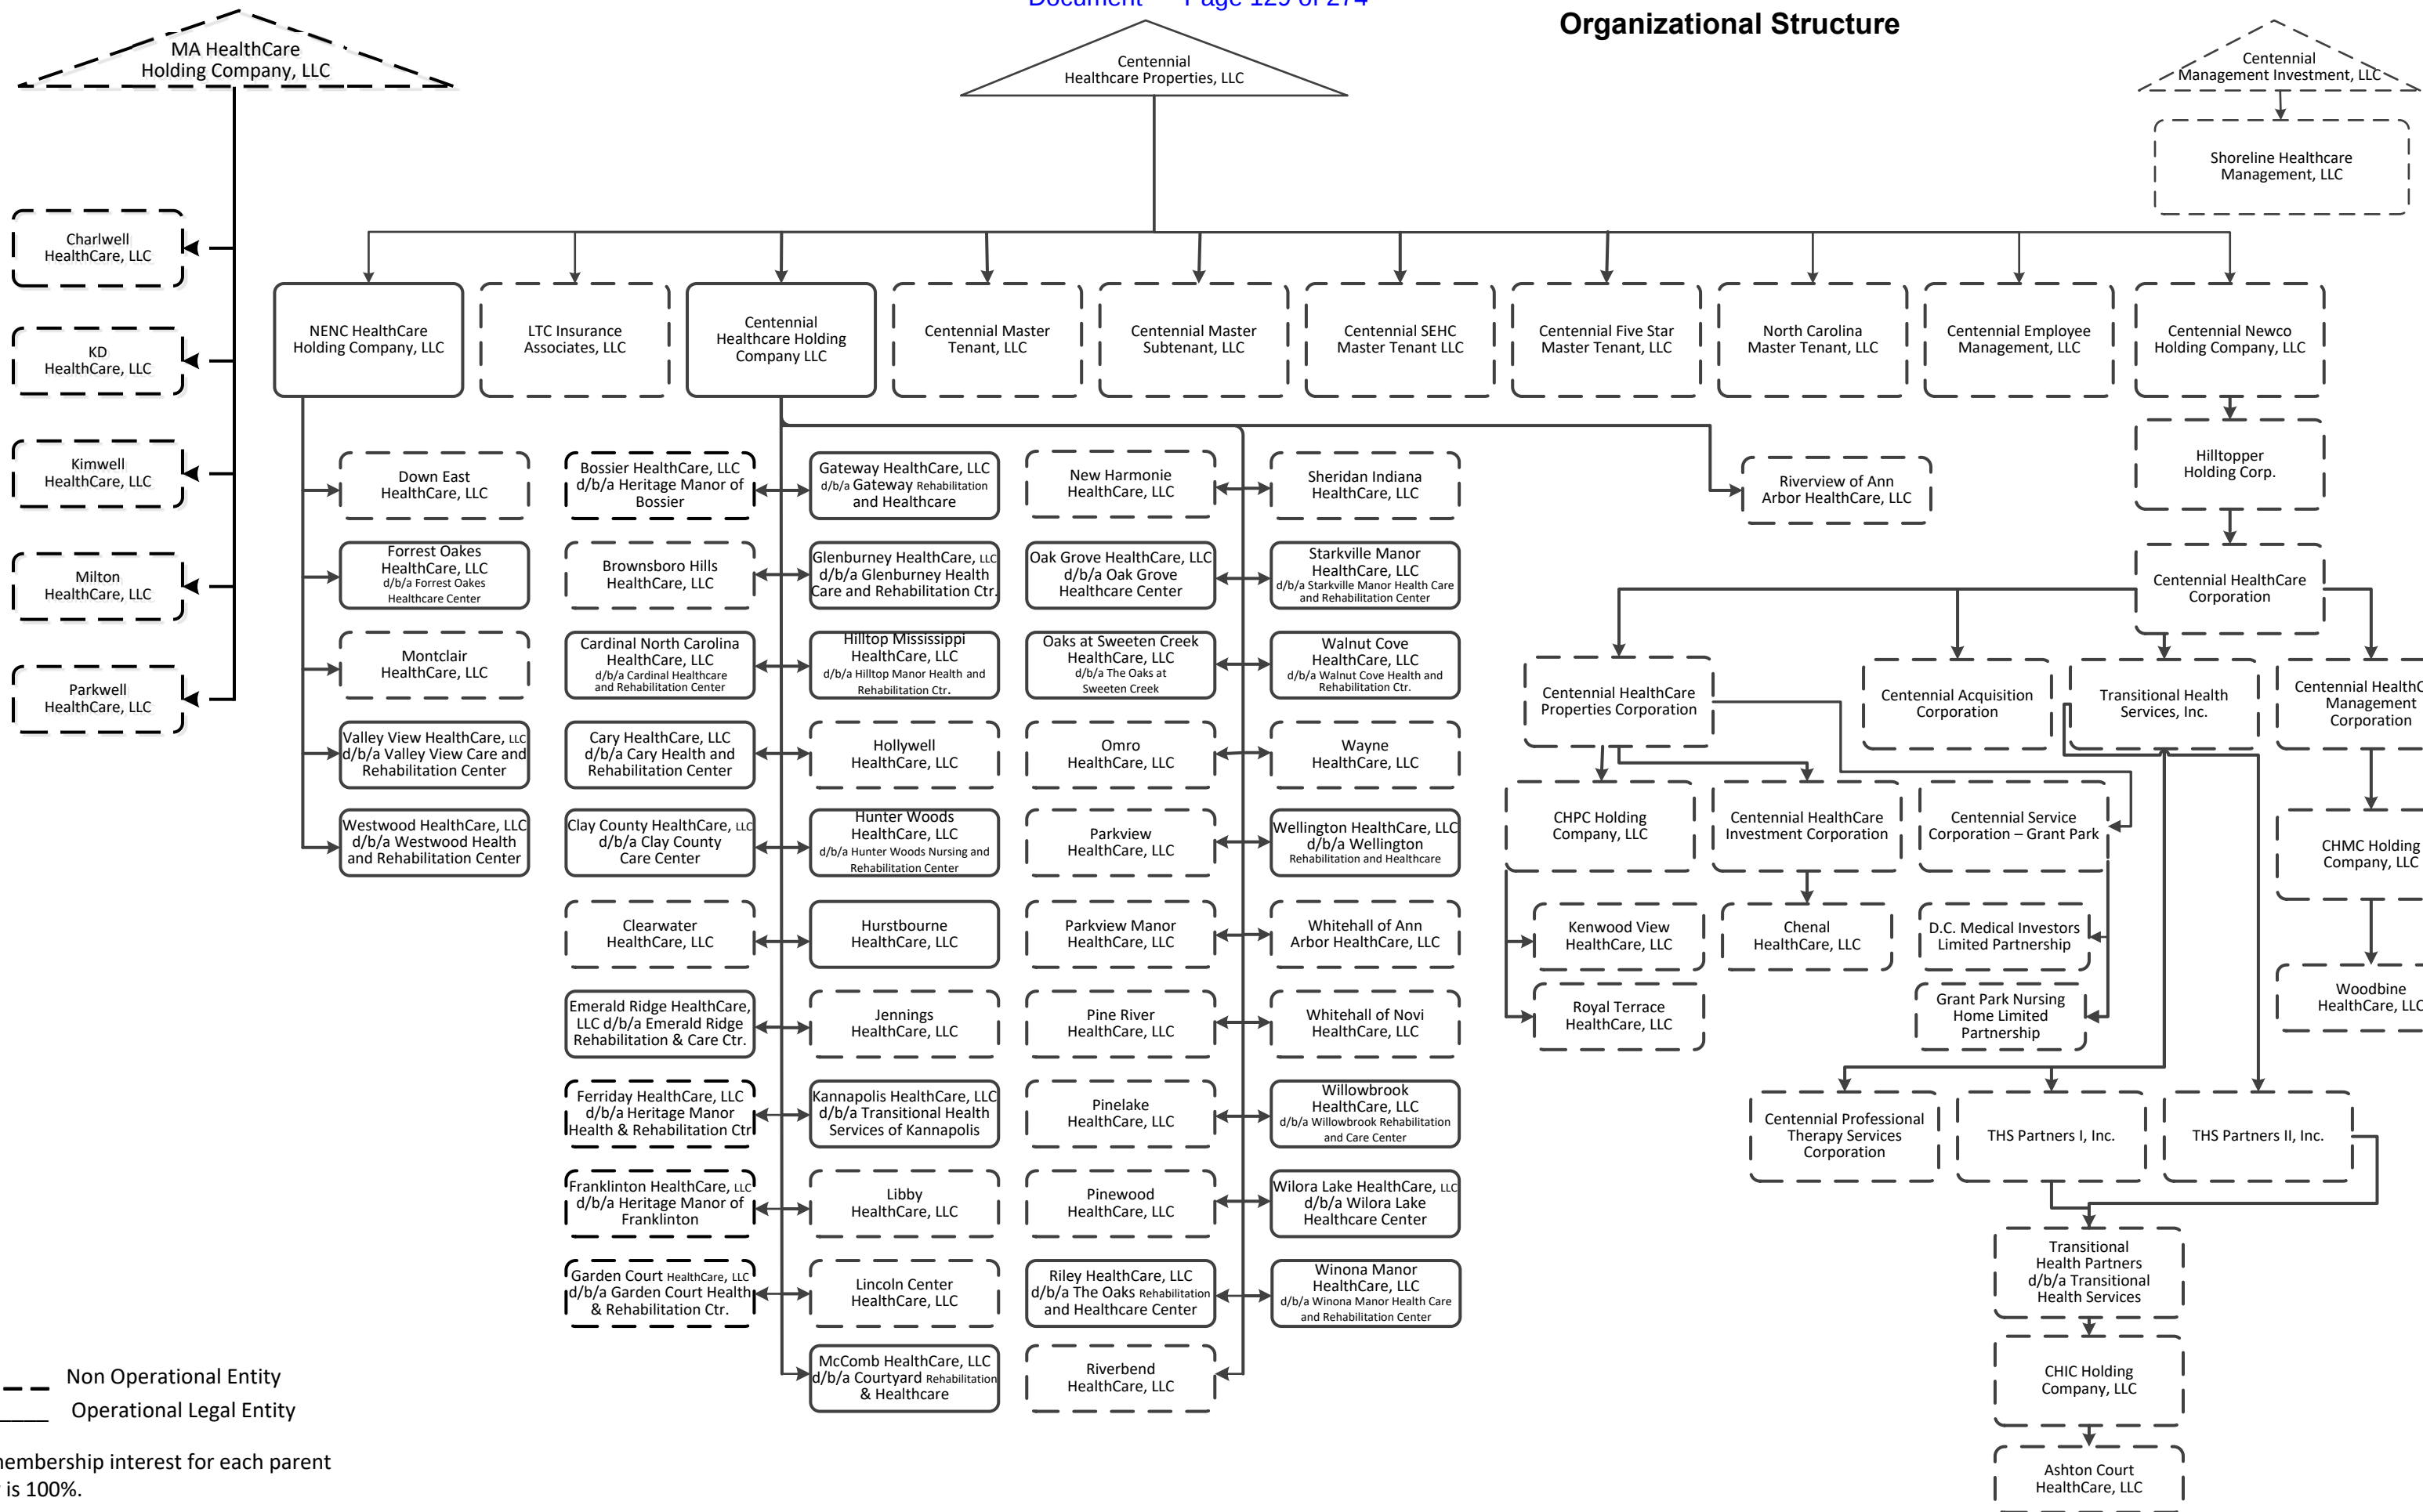 Document Page 129 of 274
Organizational Structure
MA HealthCare
Holding Company, LLC
Centennial
Healthcare Properties, LLC
Centennial
Management Investment, LLC
Shoreline Healthcare
Management, LLC
Charlwell
HealthCare, LLC
KD
HealthCare, LLC
Kimwell
HealthCare, LLC
Milton
HealthCare, LLC
Parkwell
HealthCare, LLC
NENC HealthCare
Holding Company, LLC
LTC Insurance
Associates, LLC
Centennial
Healthcare Holding
Company LLC
Centennial Master
Tenant, LLC
Centennial Master
Subtenant, LLC
Centennial SEHC
Master Tenant LLC
Centennial Five Star
Master Tenant, LLC
North Carolina
Master Tenant, LLC
Centennial Employee
Management, LLC
Centennial Newco
Holding Company, LLC
Down East
HealthCare, LLC
Forrest Oakes
HealthCare, LLC
d/b/a Forrest Oakes
Healthcare Center
Montclair
HealthCare, LLC
Valley View HealthCare, LLC
d/b/a Valley View Care and
Rehabilitation Center
Westwood HealthCare, LLC
d/b/a Westwood Health
and Rehabilitation Center
Bossier HealthCare, LLC
d/b/a Heritage Manor of
Bossier
Brownsboro Hills
HealthCare, LLC
Cardinal North Carolina
HealthCare, LLC
d/b/a Cardinal Healthcare
and Rehabilitation Center
Cary HealthCare, LLC
d/b/a Cary Health and
Rehabilitation Center
Clay County HealthCare, LLC
d/b/a Clay County
Care Center
Clearwater
HealthCare, LLC
Emerald Ridge HealthCare,
LLC d/b/a Emerald Ridge
Rehabilitation & Care Ctr.
Ferriday HealthCare, LLC
d/b/a Heritage Manor
Health & Rehabilitation Ctr
Franklinton HealthCare, LLC
d/b/a Heritage Manor of
Franklinton
Garden Court HealthCare, LLC
d/b/a Garden Court Health
& Rehabilitation Ctr.
Gateway HealthCare, LLC
d/b/a Gateway Rehabilitation
and Healthcare
Glenburney HealthCare, LLC
d/b/a Glenburney Health
Care and Rehabilitation Ctr.
Hilltop Mississippi
HealthCare, LLC
d/b/a Hilltop Manor Health and
Rehabilitation Ctr.
Hollywell
HealthCare, LLC
Hunter Woods
HealthCare, LLC
d/b/a Hunter Woods Nursing and
Rehabilitation Center
Hurstbourne
HealthCare, LLC
Jennings
HealthCare, LLC
Kannapolis HealthCare, LLC
d/b/a Transitional Health
Services of Kannapolis
Libby
HealthCare, LLC
Lincoln Center
HealthCare, LLC
McComb HealthCare, LLC
d/b/a Courtyard Rehabilitation
& Healthcare
New Harmonie
HealthCare, LLC
Oak Grove HealthCare, LLC
d/b/a Oak Grove
Healthcare Center
Oaks at Sweeten Creek
HealthCare, LLC
d/b/a The Oaks at
Sweeten Creek
Omro
HealthCare, LLC
Parkview
HealthCare, LLC
Parkview Manor
HealthCare, LLC
Pine River
HealthCare, LLC
Pinelake
HealthCare, LLC
Pinewood
HealthCare, LLC
Riley HealthCare, LLC
d/b/a The Oaks Rehabilitation
and Healthcare Center
Riverbend
HealthCare, LLC
Sheridan Indiana
HealthCare, LLC
Starkville Manor
HealthCare, LLC
d/b/a Starkville Manor Health Care
and Rehabilitation Center
Walnut Cove
HealthCare, LLC
d/b/a Walnut Cove Health and
Rehabilitation Ctr.
Wayne
HealthCare, LLC
Wellington HealthCare, LLC
d/b/a Wellington
Rehabilitation and Healthcare
Whitehall of Ann
Arbor HealthCare, LLC
Whitehall of Novi
HealthCare, LLC
Willowbrook
HealthCare, LLC
d/b/a Willowbrook Rehabilitation
and Care Center
Wilora Lake HealthCare, LLC
d/b/a Wilora Lake
Healthcare Center
Winona Manor
HealthCare, LLC
d/b/a Winona Manor Health Care
and Rehabilitation Center
Riverview of Ann
Arbor HealthCare, LLC
Hilltopper
Holding Corp.
Centennial HealthCare
Corporation
Centennial HealthCare
Properties Corporation
Centennial Acquisition
Corporation
Transitional Health
Services, Inc.
Centennial
Management
Corporation
CHPC Holding
Company, LLC
Centennial HealthCare
Investment Corporation
Centennial Service
Corporation – Grant Park
CHMC Holding
Company, LLC
Kenwood View
HealthCare, LLC
Royal Terrace
HealthCare, LLC
Chenal
HealthCare, LLC
D.C. Medical Investors
Limited Partnership
Grant Park Nursing
Home Limited
Partnership
Woodbine
HealthCare, LLC
Centennial Professional
Therapy Services
Corporation
THS Partners I, Inc.
THS Partners II, Inc.
Transitional
Health Partners
d/b/a Transitional
Health Services
CHIC Holding
Company, LLC
Ashton Court
HealthCare, LLC
Non Operational Entity
Operational Legal Entity
membership interest for each parent
is 100%.